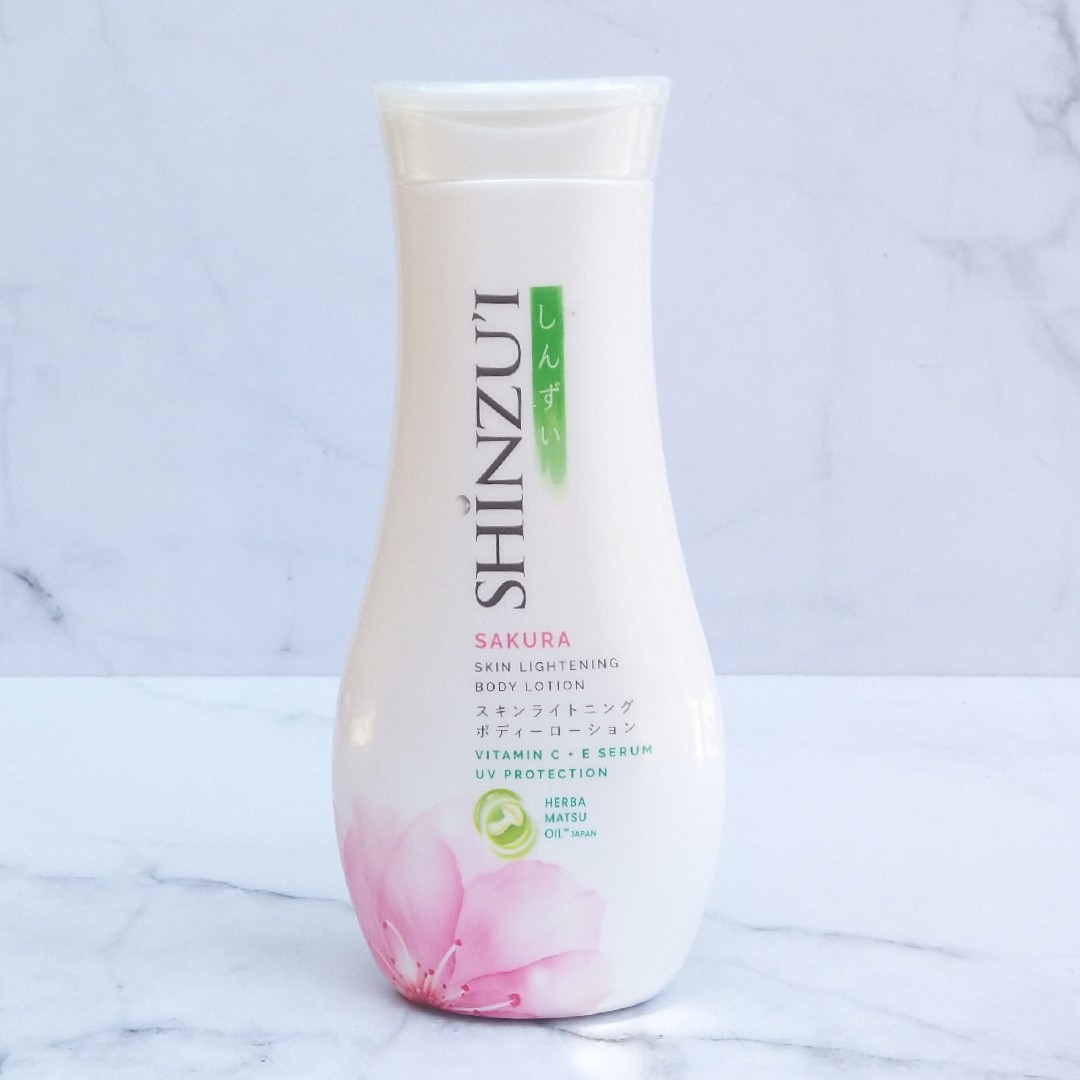 SHINZU'I
しんずい
SAKURA
SKIN LIGHTENING
BODY LOTION
スキンライトニング
ボディーローション
VITAMIN C + E SERUM
UV PROTECTION
HERBA
MATSU
OIL™ JAPAN